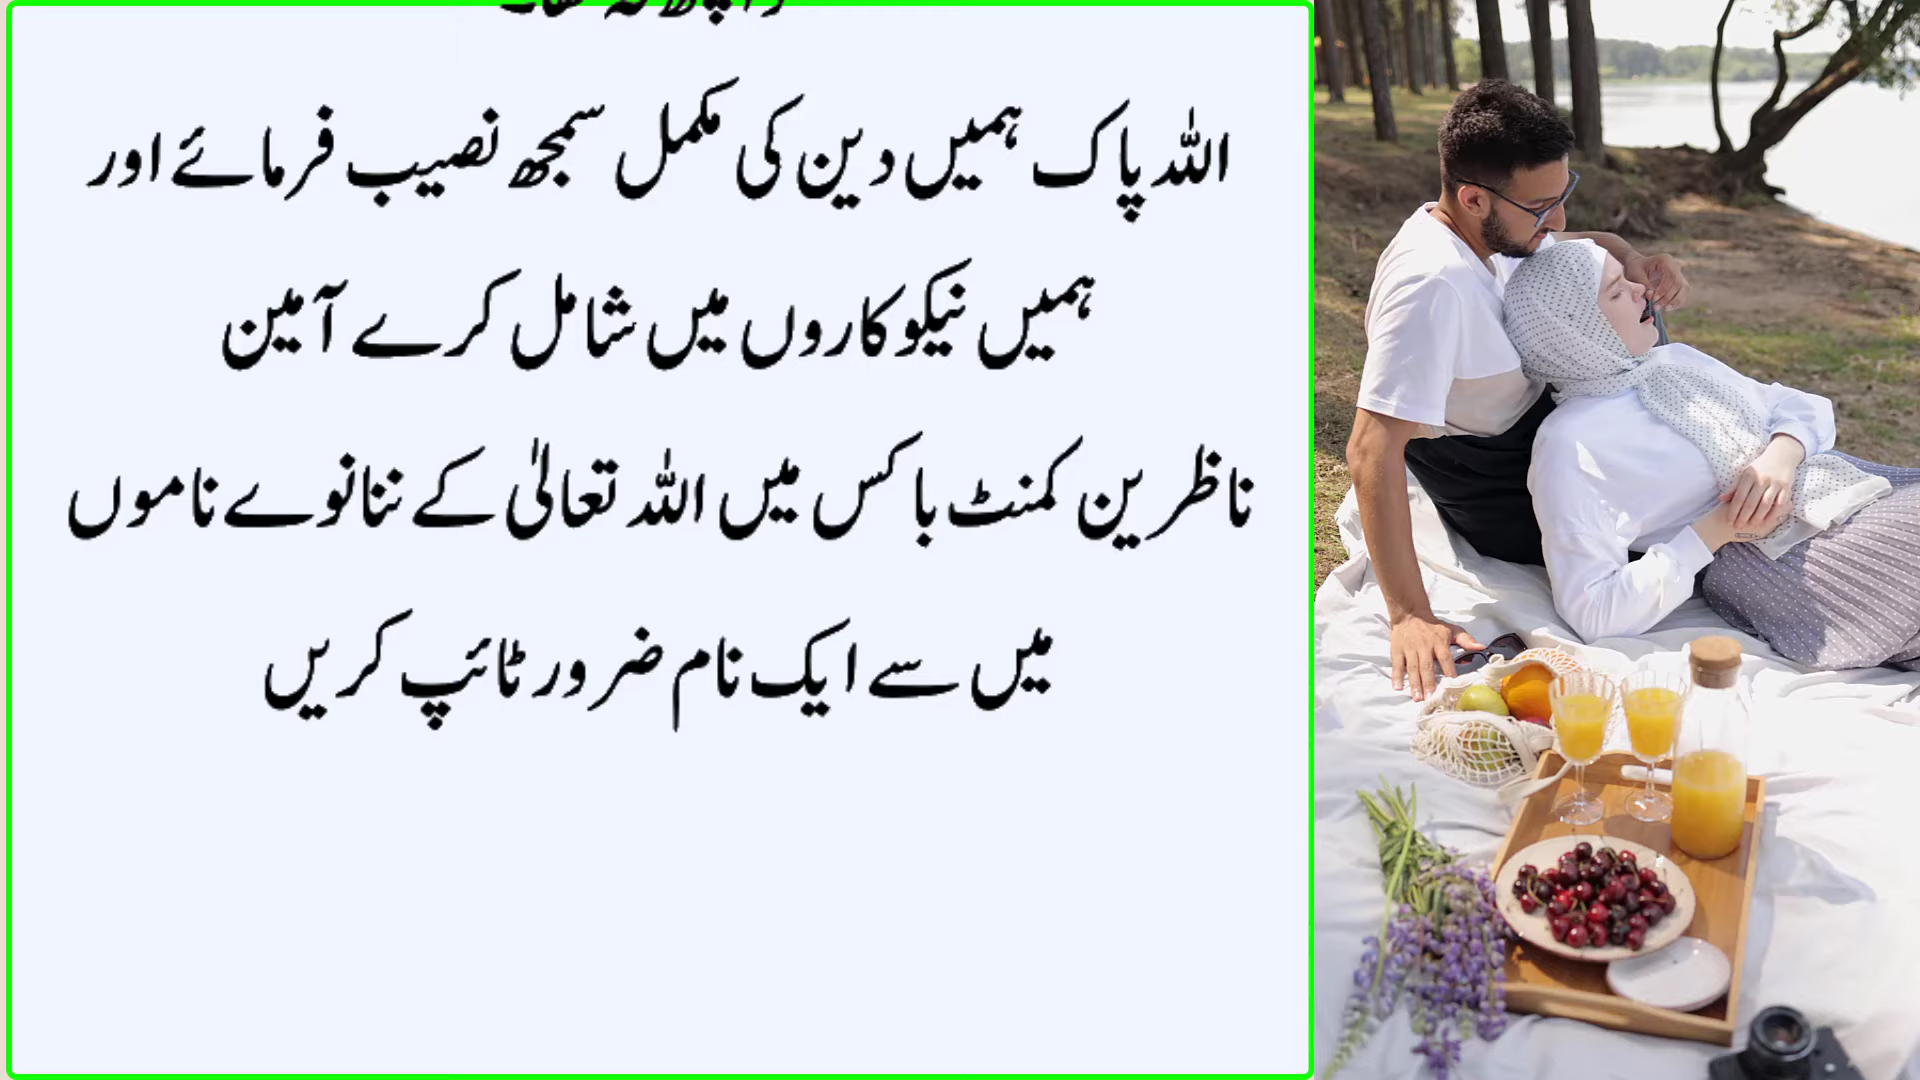 اللہ پاک ہمیں دین کی مکمل سمجھ نصیب فرمائے اور
ہمیں نیکوکاروں میں شامل کرے آمین
ناظرین کمنٹ باکس میں اللہ تعالیٰ کے ننانوے ناموں
میں سے ایک نام ضرور ٹائپ کریں